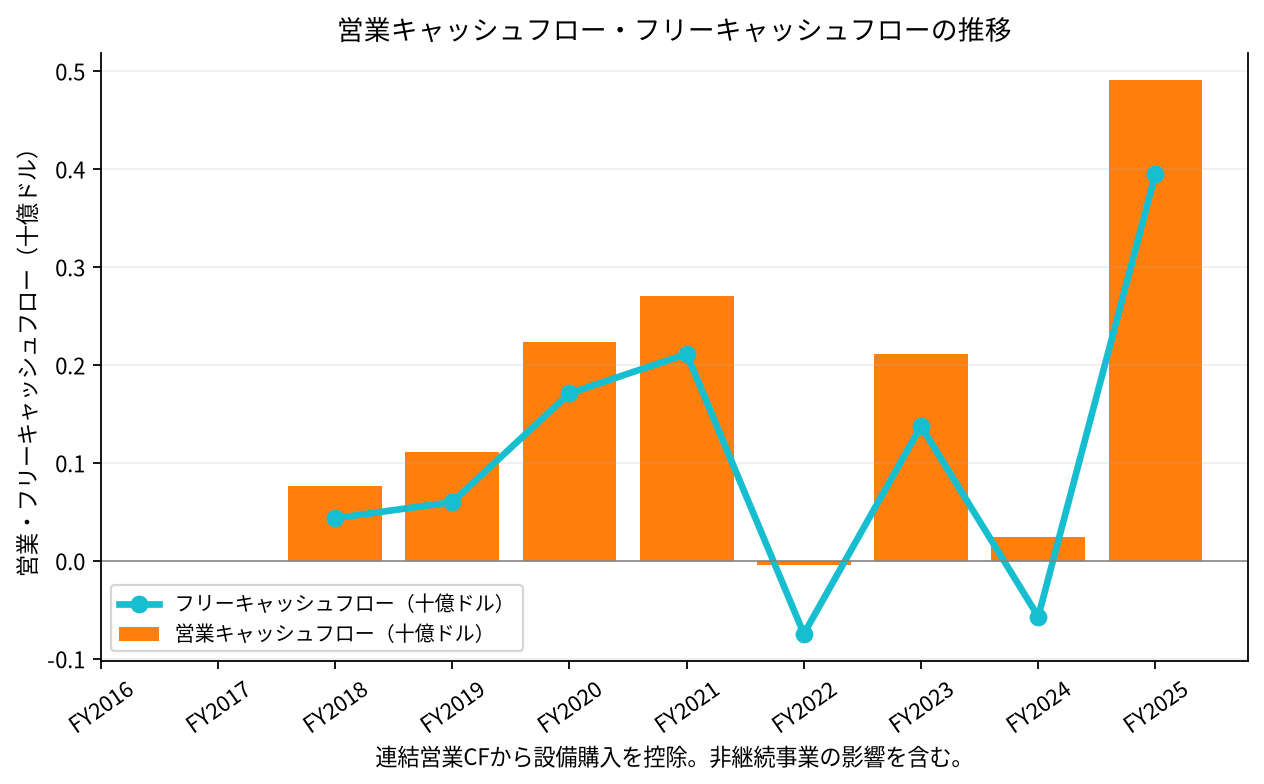 営業キャッシュフロー・フリーキャッシュフローの推移
営業・フリーキャッシュフロー（十億ドル）
0.5
0.4
0.3
0.2
0.1
0.0
-0.1
フリーキャッシュフロー（十億ドル）
営業キャッシュフロー（十億ドル）
FY2016
FY2017
FY2018
FY2019
FY2020
FY2021
FY2022
FY2023
FY2024
FY2025
連結営業CFから設備購入を控除。非継続事業の影響を含む。